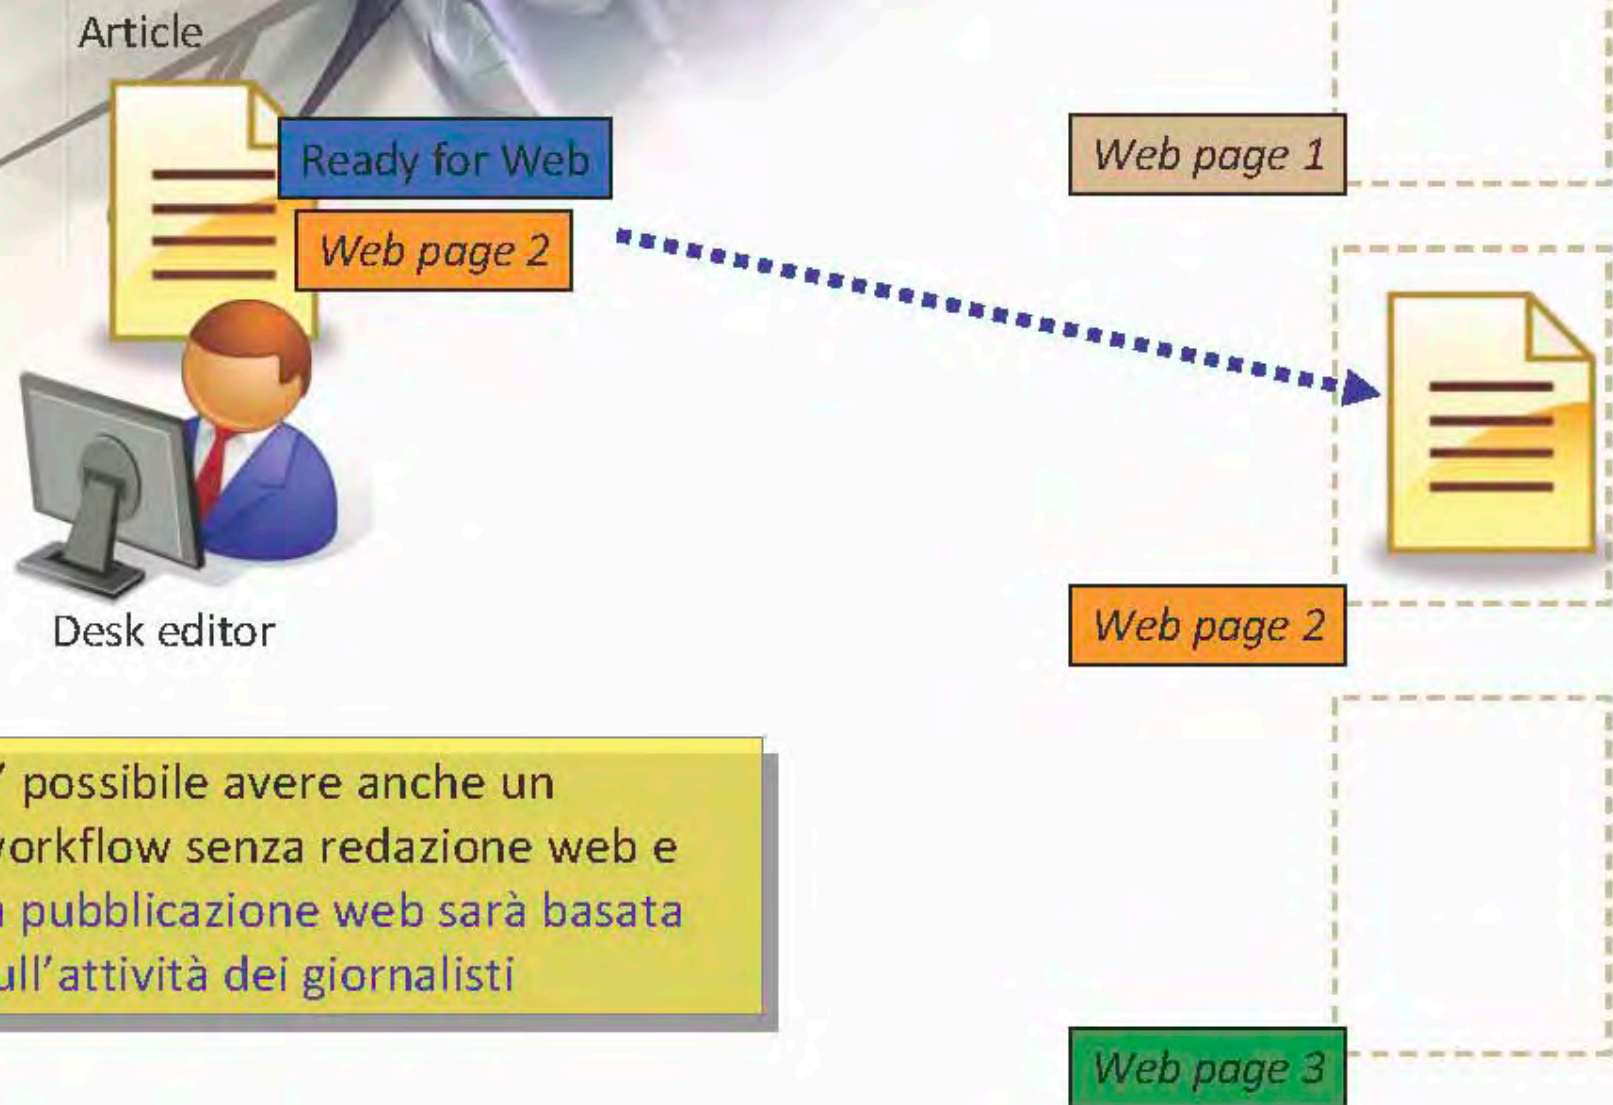 Article
Ready for Web
Web page 2
Web page 1
Desk editor
Web page 2
’ possibile avere anche un
workflow senza redazione web e
pubblicazione web sarà basata
ull’attività dei giornalisti
Web page 3